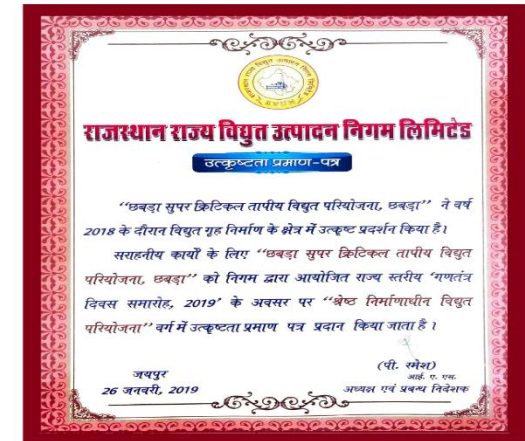 राजस्थान राज्य विद्युत उत्पादन निगम लिमिटेड
उत्कृष्टता प्रमाण-पत्र
‘‘छबड़ा सुपर क्रिटिकल तापीय विद्युत परियोजना, छबड़ा’’ ने वर्ष
2018 के दौरान विद्युत गृह निर्माण के क्षेत्र में उत्कृष्ट प्रदर्शन किया है।
सराहनीय कार्यों के लिए ‘‘छबड़ा सुपर क्रिटिकल तापीय विद्युत
परियोजना, छबड़ा’’ को निगम द्वारा आयोजित राज्य स्तरीय ‘गणतंत्र
दिवस समारोह, 2019’ के अवसर पर ‘‘श्रेष्ठ निर्माणाधीन विद्युत
परियोजना’’ वर्ग में उत्कृष्टता प्रमाण पत्र प्रदान किया जाता है।
(पी. रमेश)
आई. ए. एस.
जयपुर
26 जनवरी, 2019
अध्यक्ष एवं प्रबन्ध निदेशक